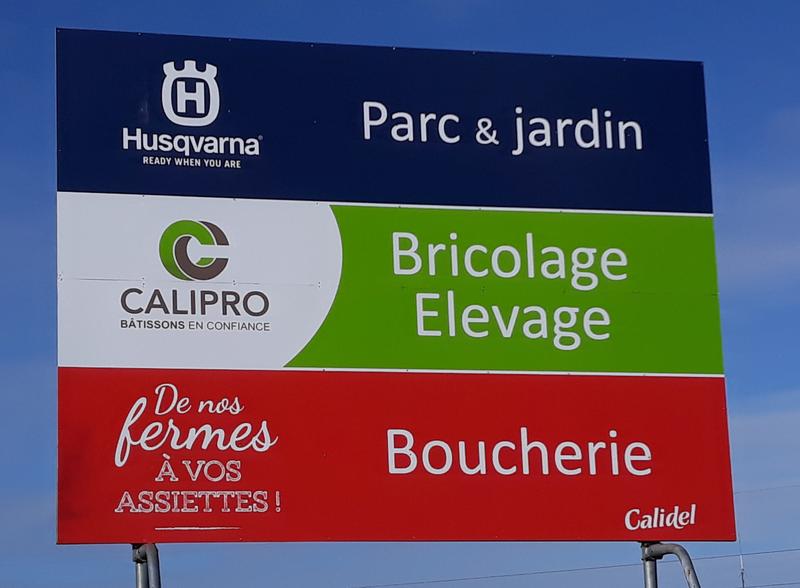 H
Husqvarna®
READY WHEN YOU ARE
Parc & jardin
CALIPRO
BÂTISSONS EN CONFIANCE
Bricolage
Elevage
De nos
fermes
À VOS
ASSIETTES !
Boucherie
Calidel